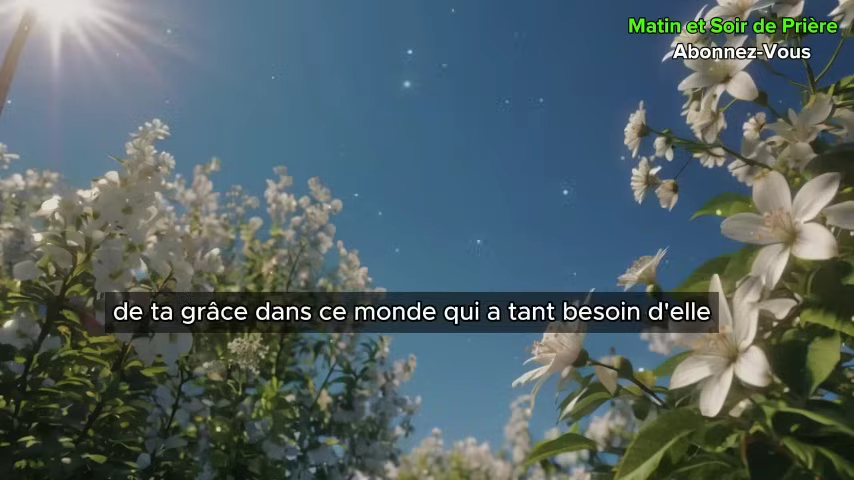 Matin et Soir de Prière
Abonnez-Vous
de ta grâce dans ce monde qui a tant besoin d'elle